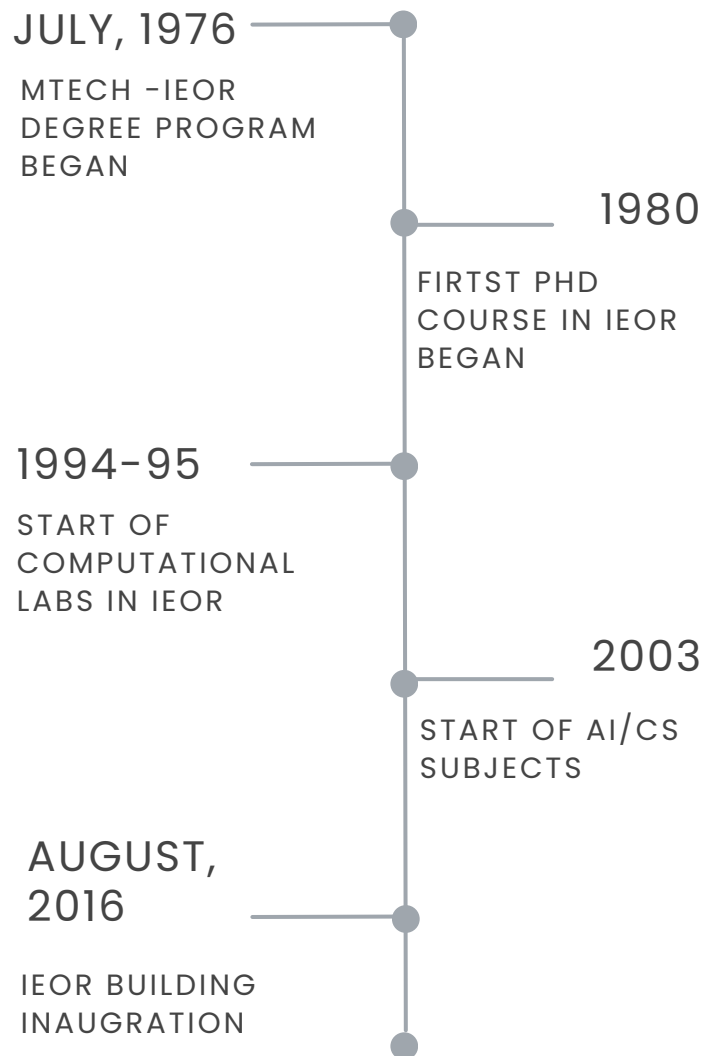 JULY, 1976
MTECH -IEOR
DEGREE PROGRAM
BEGAN
1980
FIRTST PHD
COURSE IN IEOR
BEGAN
1994-95
START OF
COMPUTATIONAL
LABS IN IEOR
2003
START OF AI/CS
SUBJECTS
AUGUST,
2016
IEOR BUILDING
INAUGRATION